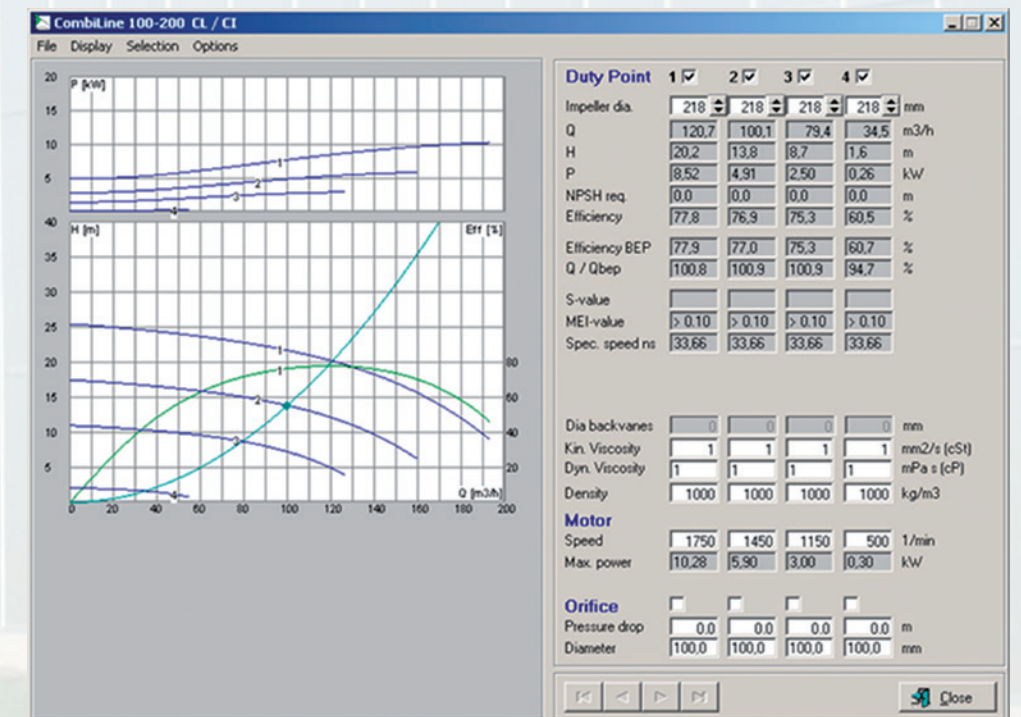 CombiLine 100-200 CL / CI
File Display Selection Options
20 P [kW]
15
10
5
1
2
3
4
40 H [m] Eff [%]
35
30
25
20 80
15 60
10 40
5 20
1
1
2
3
4
Q [m3/h]
0 20 40 60 80 100 120 140 160 180 200
Duty Point 1 2 3 4
Impeller dia. 218 218 218 218 mm
Q 120,7 100,1 79,4 34,5 m3/h
H 20,2 13,8 8,7 1,6 m
P 8,52 4,91 2,50 0,26 kW
NPSH req. 0,0 0,0 0,0 0,0 m
Efficiency 77,8 76,9 75,3 60,5 %
Efficiency BEP 77,9 77,0 75,3 60,7 %
Q / Qbep 100,8 100,9 100,9 94,7 %
S-value
MEI-value > 0.10 > 0.10 > 0.10 > 0.10
Spec. speed ns 33,66 33,66 33,66 33,66
Dia backvanes 0 0 0 0 mm
Kin. Viscosity 1 1 1 1 mm2/s (cSt)
Dyn. Viscosity 1 1 1 1 mPa s (cP)
Density 1000 1000 1000 1000 kg/m3
Motor
Speed 1750 1450 1150 500 1/min
Max. power 10,28 5,90 3,00 0,30 kW
Orifice
Pressure drop 0.0 0.0 0.0 0.0 m
Diameter 100,0 100,0 100,0 100,0 mm
Close